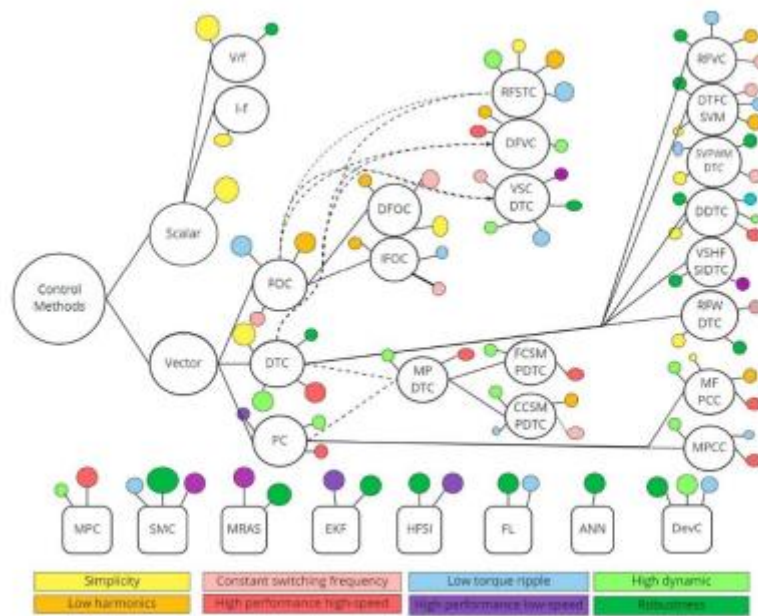 V/f
I-f
Scalar
Control
Methods
Vector
FOC
DFOC
IFOC
DTC
PC
RFSTC
DFVC
VSC
DTC
MP
DTC
FCSM
PDTC
CCSM
PDTC
RFVC
DTFC
SVM
SVPWM
DTC
DDTC
VSHF
SIDTC
RFW
DTC
MF
PCC
MPCC
MPC
SMC
MRAS
EKF
HFSI
FL
ANN
DevC
Simplicity
Constant switching frequency
Low torque ripple
High dynamic
Low harmonics
High performance high-speed
High performance low-speed
Robustness